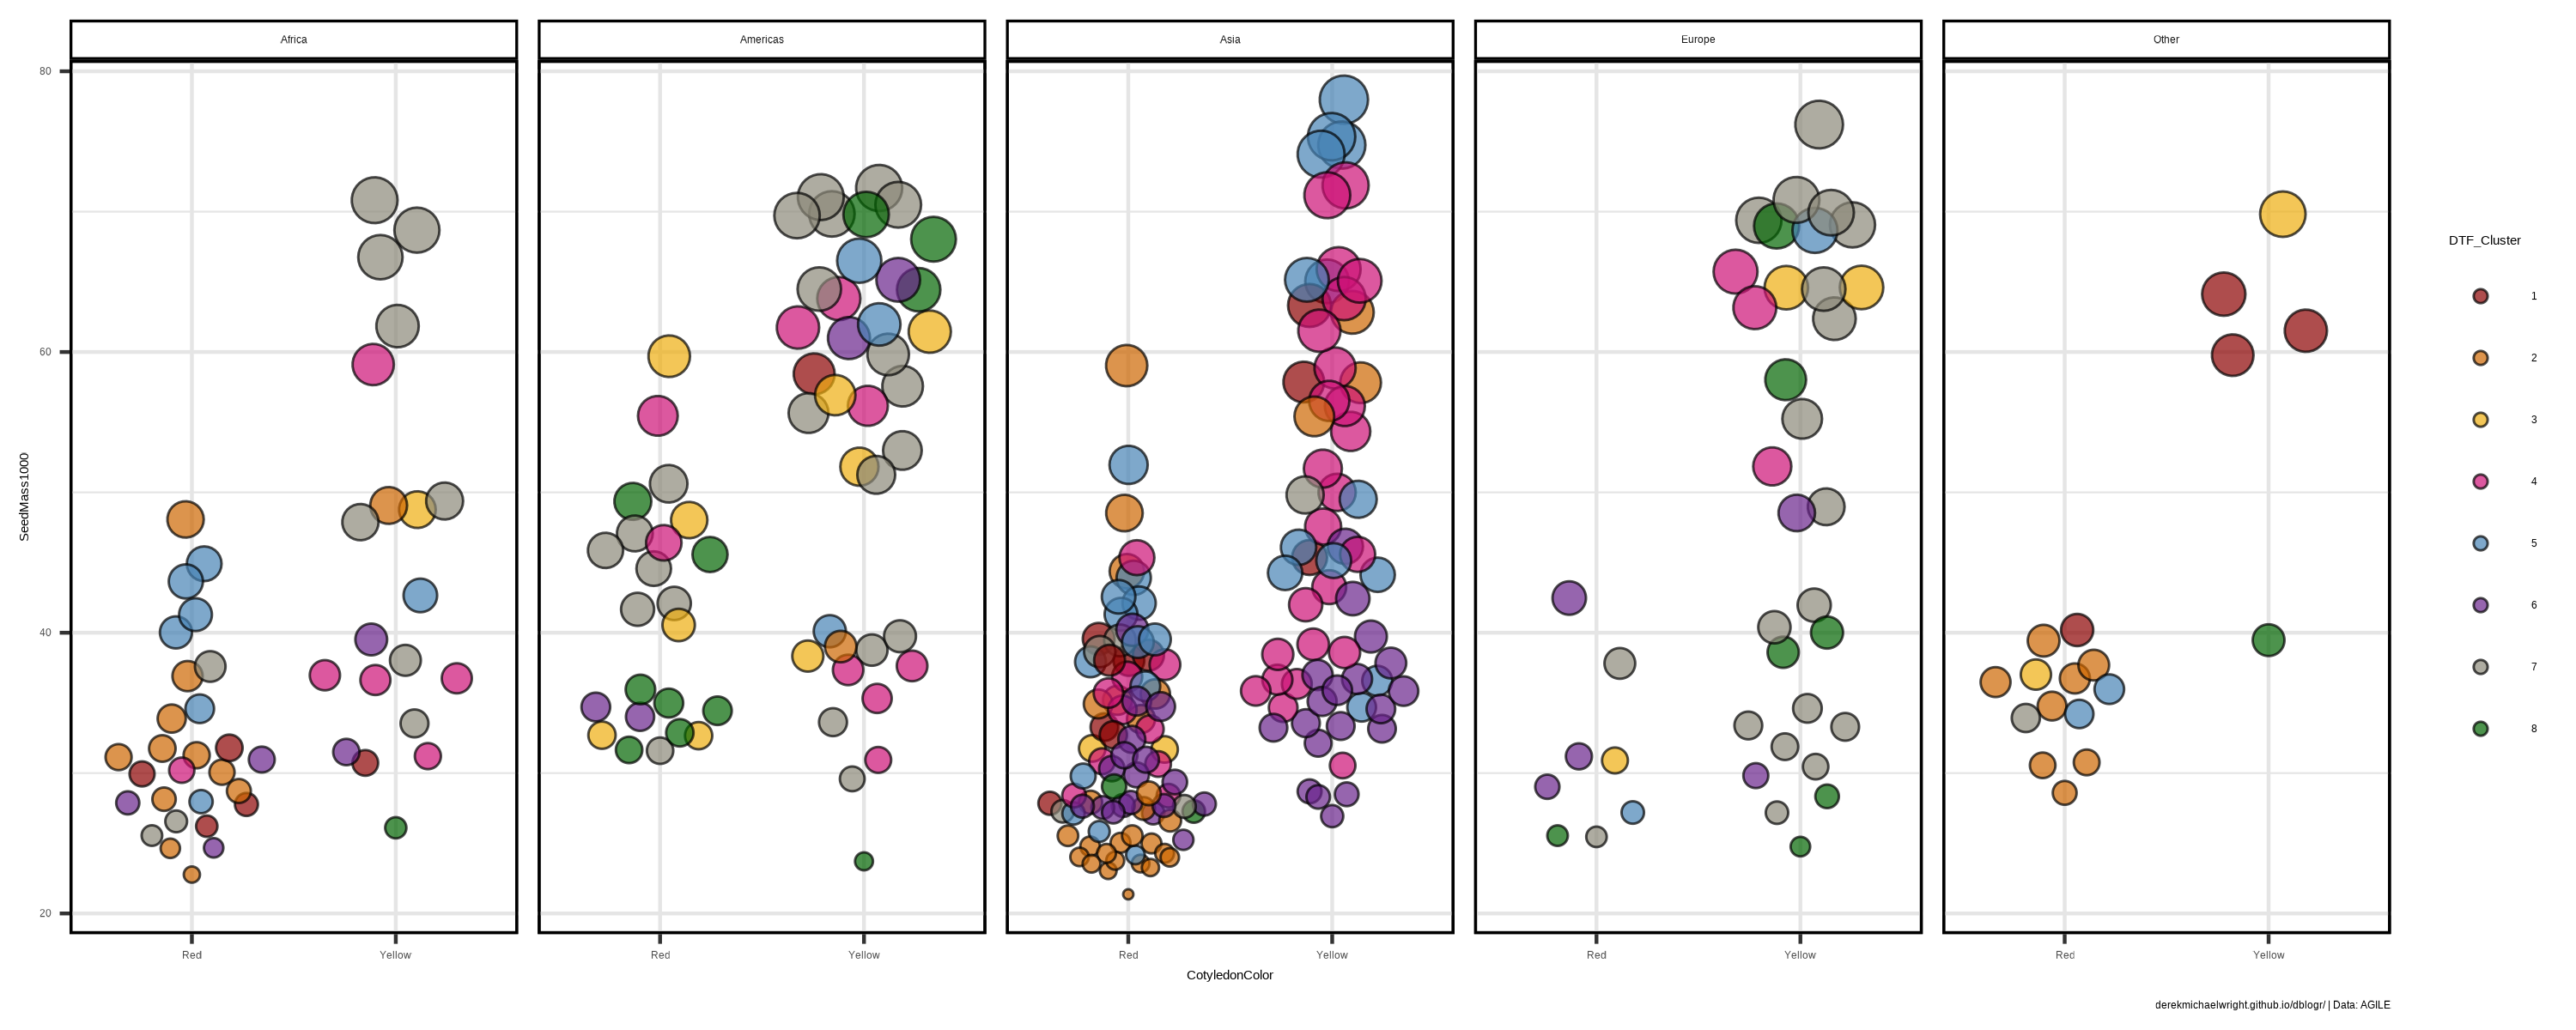 Africa
Americas
Asia
Europe
Other
80
60
40
20
SeedMass1000
Red
Yellow
Red
Yellow
Red
Yellow
Red
Yellow
Red
Yellow
CotyledonColor
DTF_Cluster
1
2
3
4
5
6
7
8
derekmichaelwright.github.io/dblogr/ | Data: AGILE